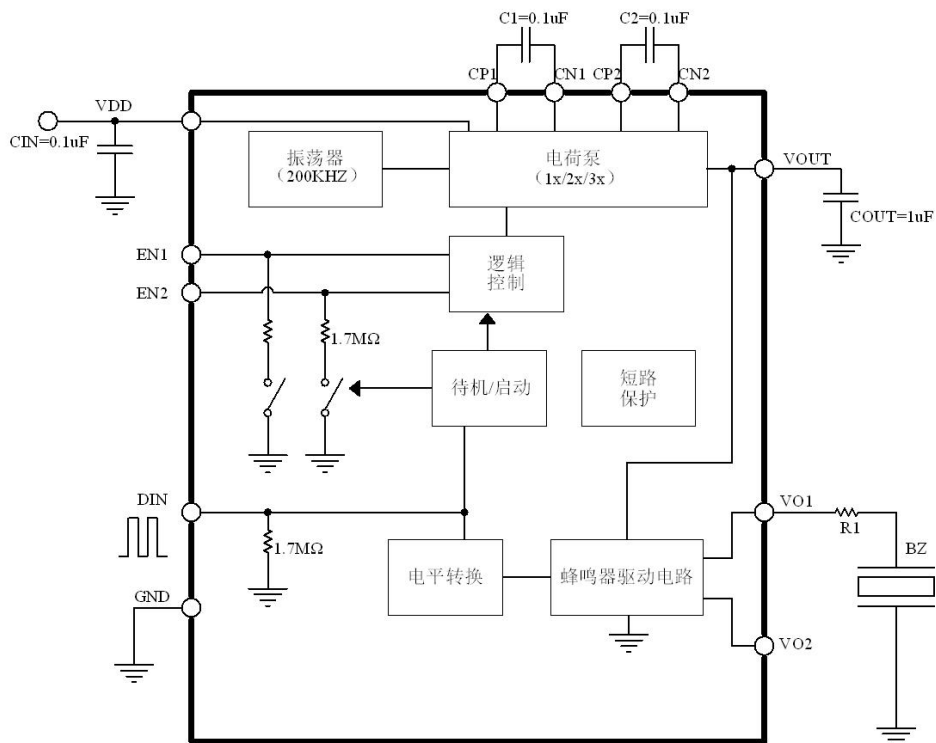 C1=0.1uF
C2=0.1uF
CP1
CN1
CP2
CN2
VDD
CIN=0.1uF
振荡器
（200KHZ）
电荷泵
（1x/2x/3x）
VOUT
COUT=1uF
EN1
EN2
逻辑
控制
1.7MΩ
待机/启动
短路
保护
DIN
VO1
R1
BZ
1.7MΩ
电平转换
蜂鸣器驱动电路
GND
VO2